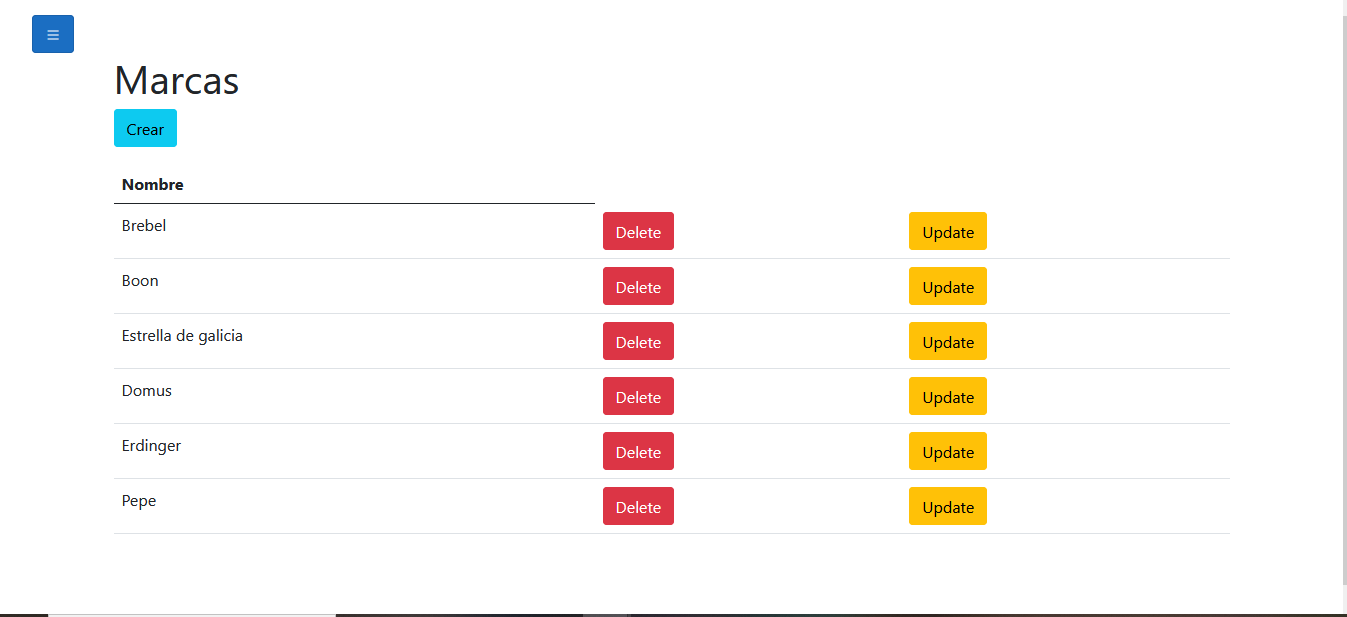 Marcas
Crear
Nombre
Brebel Delete Update
Boon Delete Update
Estrella de galicia Delete Update
Domus Delete Update
Erdinger Delete Update
Pepe Delete Update